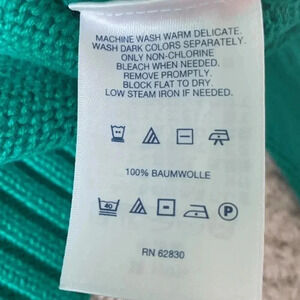 MACHINE WASH WARM DELICATE.
WASH DARK COLORS SEPARATELY.
ONLY NON-CHLORINE
BLEACH WHEN NEEDED.
REMOVE PROMPTLY.
BLOCK FLAT TO DRY.
LOW STEAM IRON IF NEEDED.
100% BAUMWOLLE
40
P
RN 62830